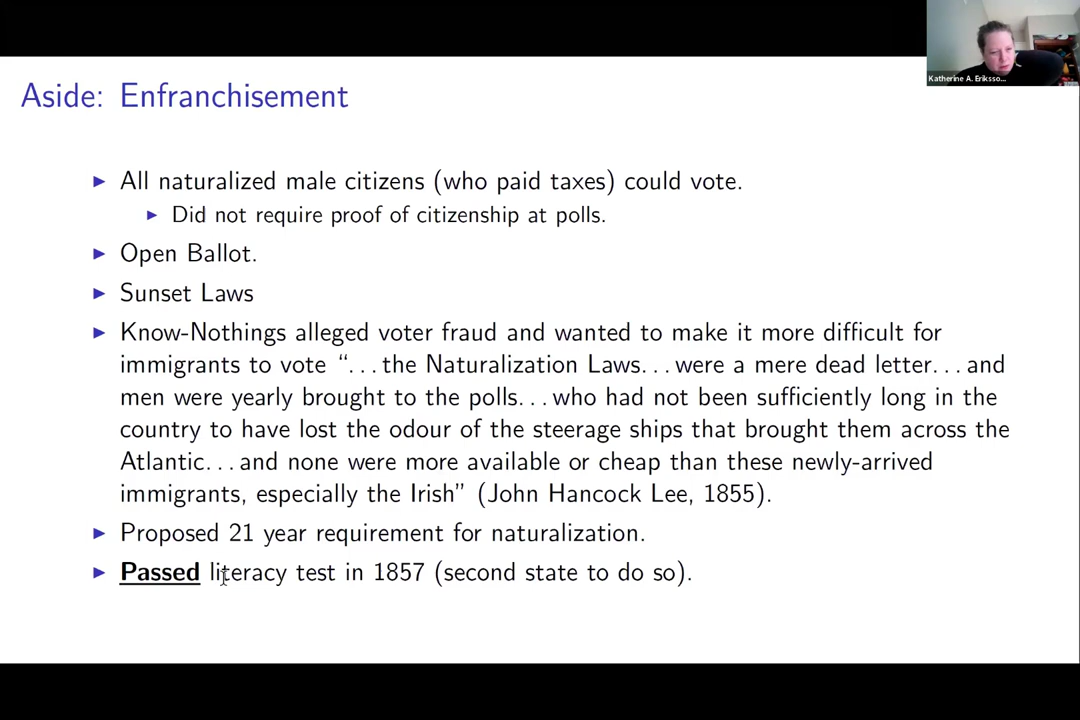 Katherine A. Eriksso...
Aside: Enfranchisement
All naturalized male citizens (who paid taxes) could vote.
Did not require proof of citizenship at polls.
Open Ballot.
Sunset Laws
Know-Nothings alleged voter fraud and wanted to make it more difficult for
immigrants to vote “...the Naturalization Laws...were a mere dead letter...and
men were yearly brought to the polls...who had not been sufficiently long in the
country to have lost the odour of the steerage ships that brought them across the
Atlantic...and none were more available or cheap than these newly-arrived
immigrants, especially the Irish” (John Hancock Lee, 1855).
Proposed 21 year requirement for naturalization.
Passed literacy test in 1857 (second state to do so).